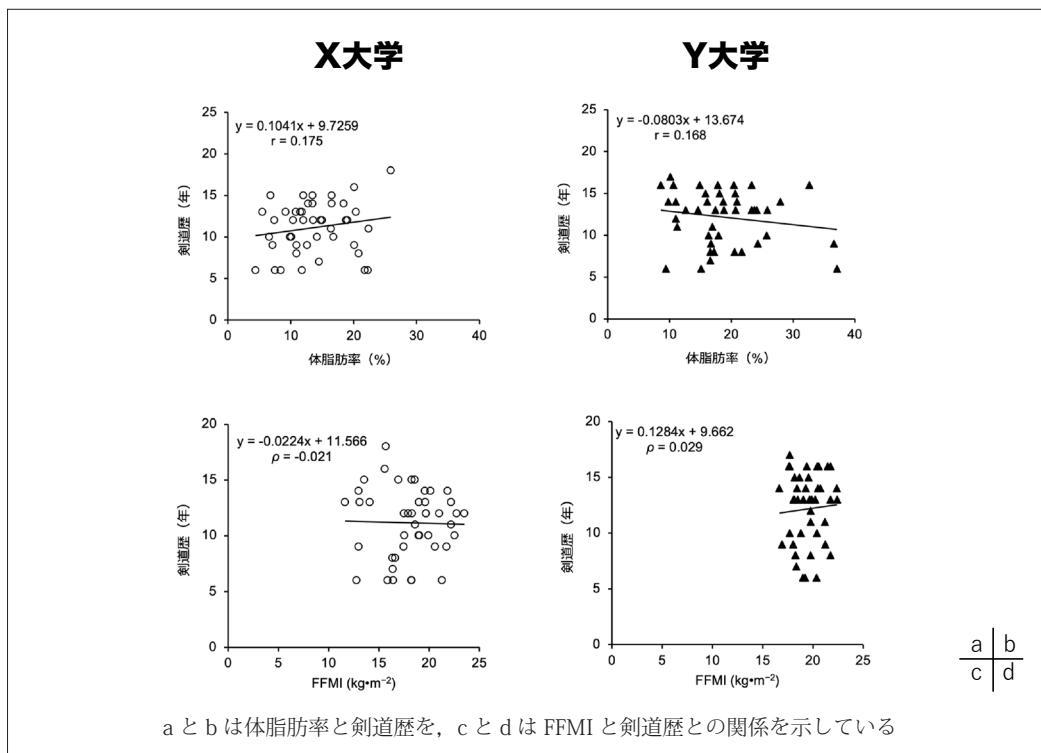 X大学
Y大学
y = 0.1041x + 9.7259
r = 0.175
25
20
15
10
5
0
剣道歴（年）
0 10 20 30 40
体脂肪率（%）
y = -0.0803x + 13.674
r = 0.168
25
20
15
10
5
0
剣道歴（年）
0 10 20 30 40
体脂肪率（%）
y = -0.0224x + 11.566
ρ = -0.021
20
15
10
5
0
剣道歴（年）
0 5 10 15 20 25
FFMI (kg•m⁻²)
y = 0.1284x + 9.662
ρ = 0.029
20
15
10
5
0
剣道歴（年）
0 5 10 15 20 25
FFMI (kg•m⁻²)
a b
c d
a と b は体脂肪率と剣道歴を，c と d は FFMI と剣道歴との関係を示している